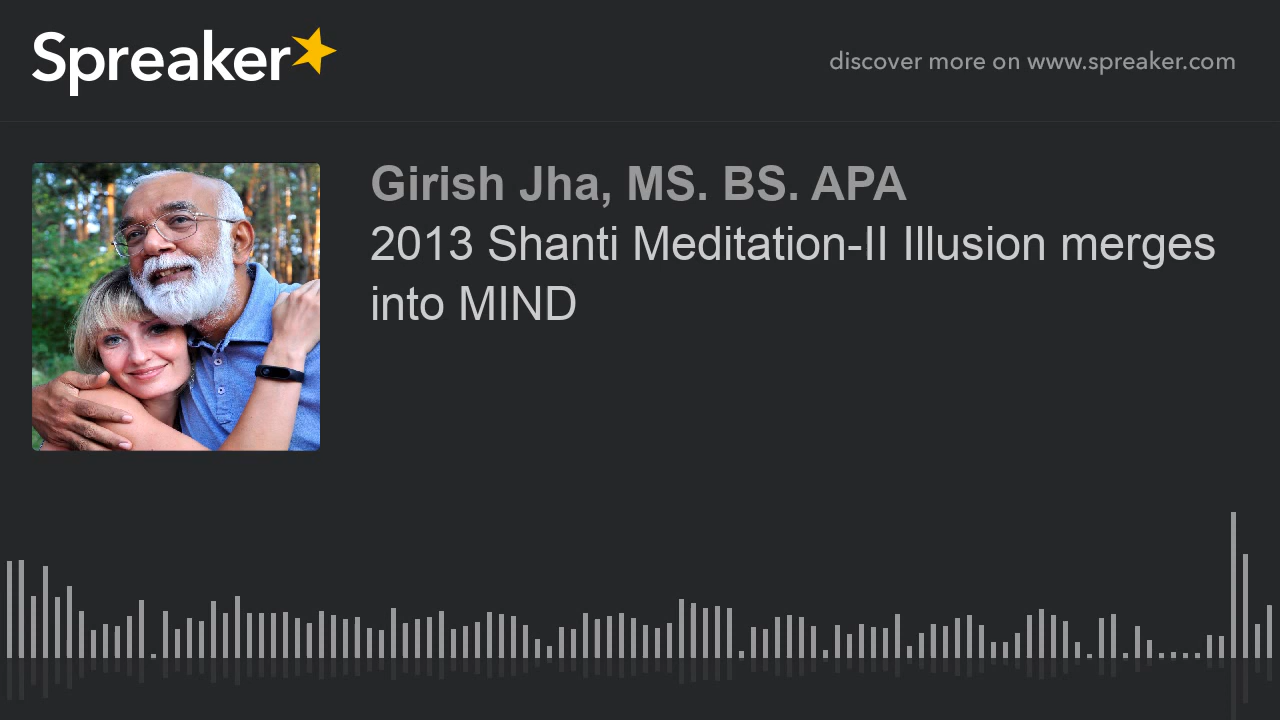 Spreaker
discover more on www.spreaker.com
Girish Jha, MS. BS. APA
2013 Shanti Meditation-II Illusion merges
into MIND